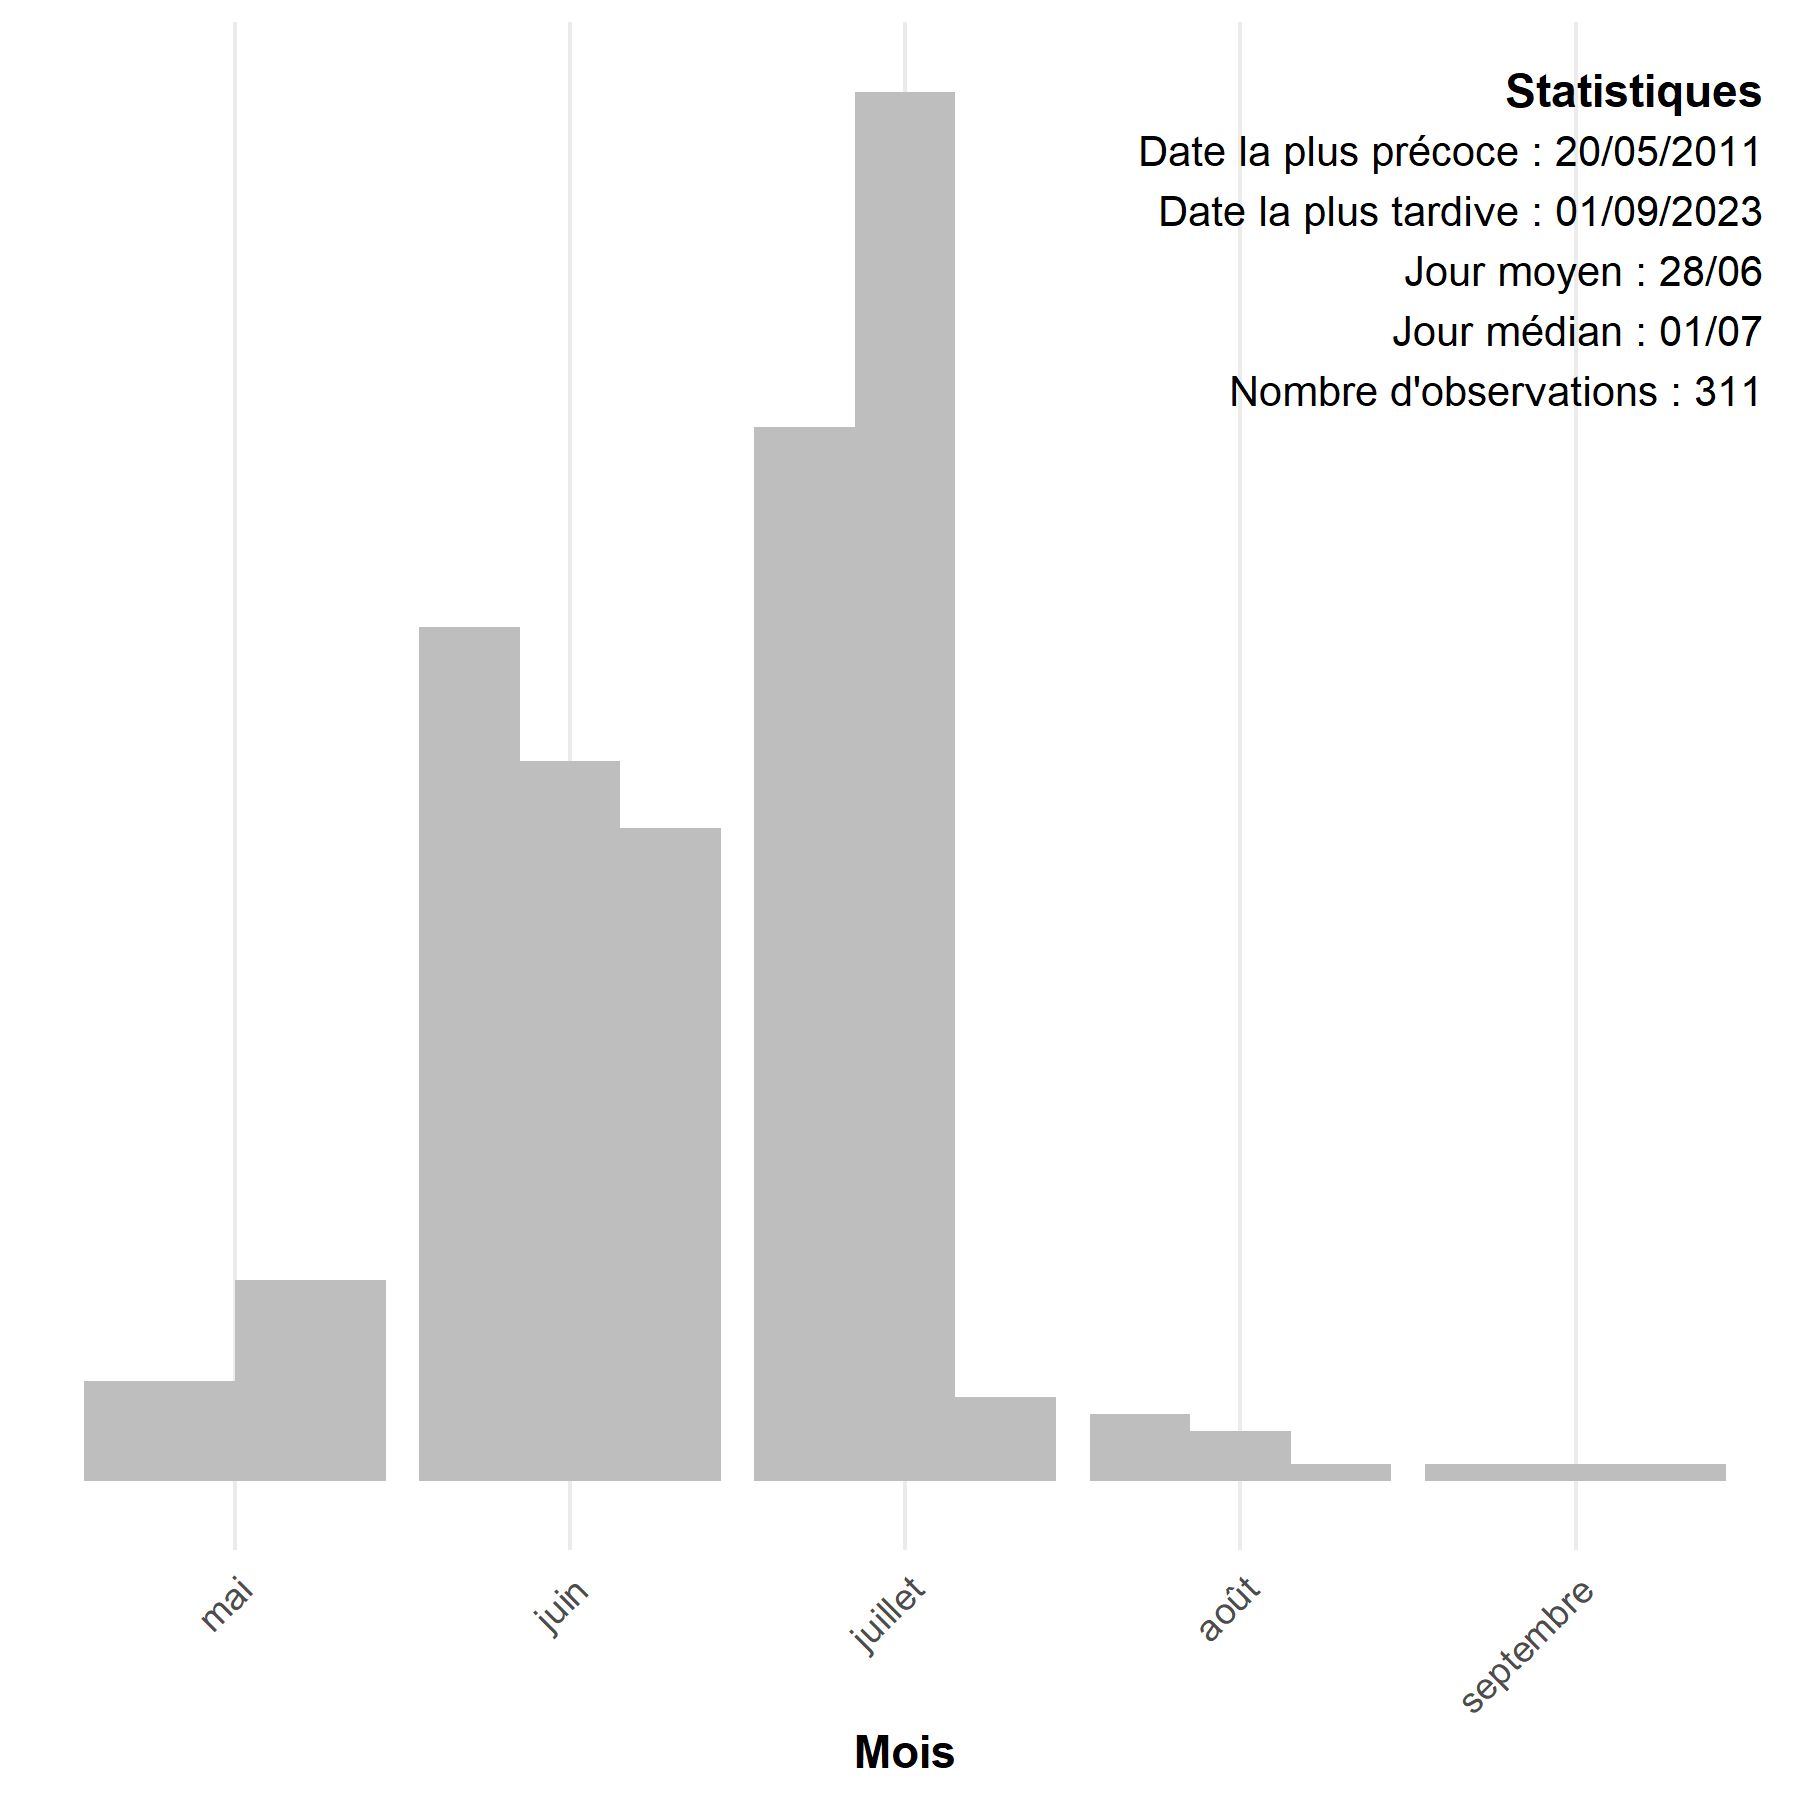 Statistiques
Date la plus précoce : 20/05/2011
Date la plus tardive : 01/09/2023
Jour moyen : 28/06
Jour médian : 01/07
Nombre d'observations : 311
mai
juin
juillet
août
septembre
Mois